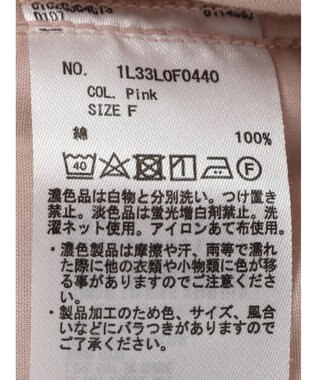 NO. 1L33L0F0440
COL. Pink
SIZE F
綿 100%
40 F
濃色品は白物と分別洗い。つけ置き
禁止。淡色品は蛍光増白剤禁止。洗
濯ネット使用。アイロンあて布使用。
・濃色製品は摩擦や汗、雨等で濡れ
た際に他の衣類や小物類に色が移
る事がありますのでご注意ください。
・製品加工のため色、サイズ、風合
いなどにバラつきがありますので
ご了承ください。